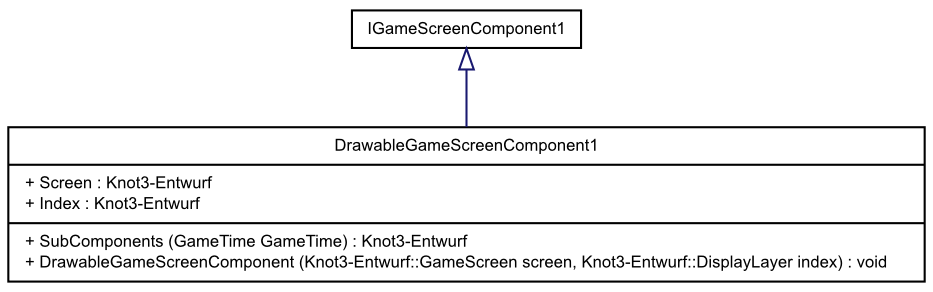 IGameScreenComponent1
DrawableGameScreenComponent1
+ Screen : Knot3-Entwurf
+ Index : Knot3-Entwurf
+ SubComponents (GameTime GameTime) : Knot3-Entwurf
+ DrawableGameScreenComponent (Knot3-Entwurf::GameScreen screen, Knot3-Entwurf::DisplayLayer index) : void